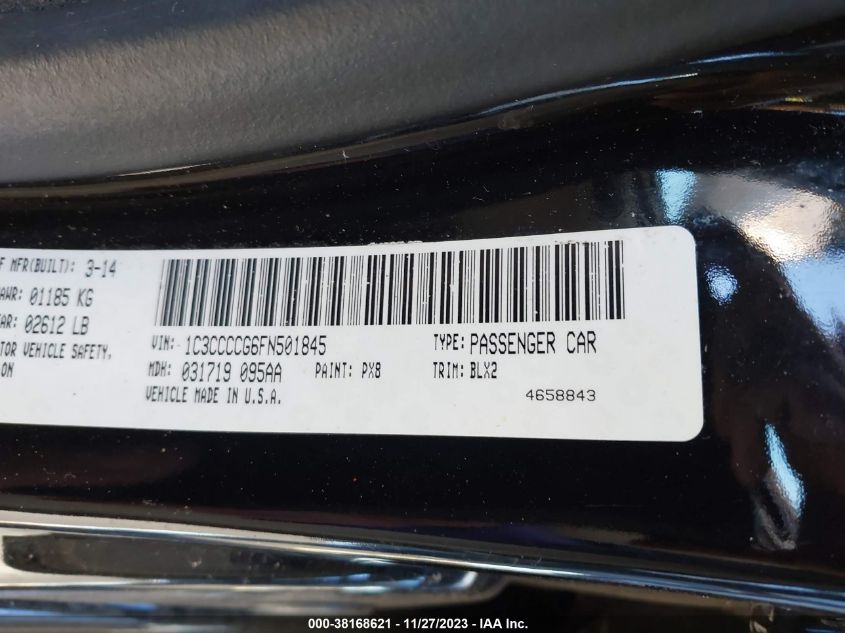 F MFR(BUILT): 3-14
AWR: 01185 KG
AR: 02612 LB
TOR VEHICLE SAFETY,
ON
VIN: 1C3CCCCG6FN501845
TYPE: PASSENGER CAR
MDH: 031719 095AA
PAINT: PX8
TRIM: BLX2
VEHICLE MADE IN U.S.A.
4658843
000-38168621 - 11/27/2023 - IAA Inc.